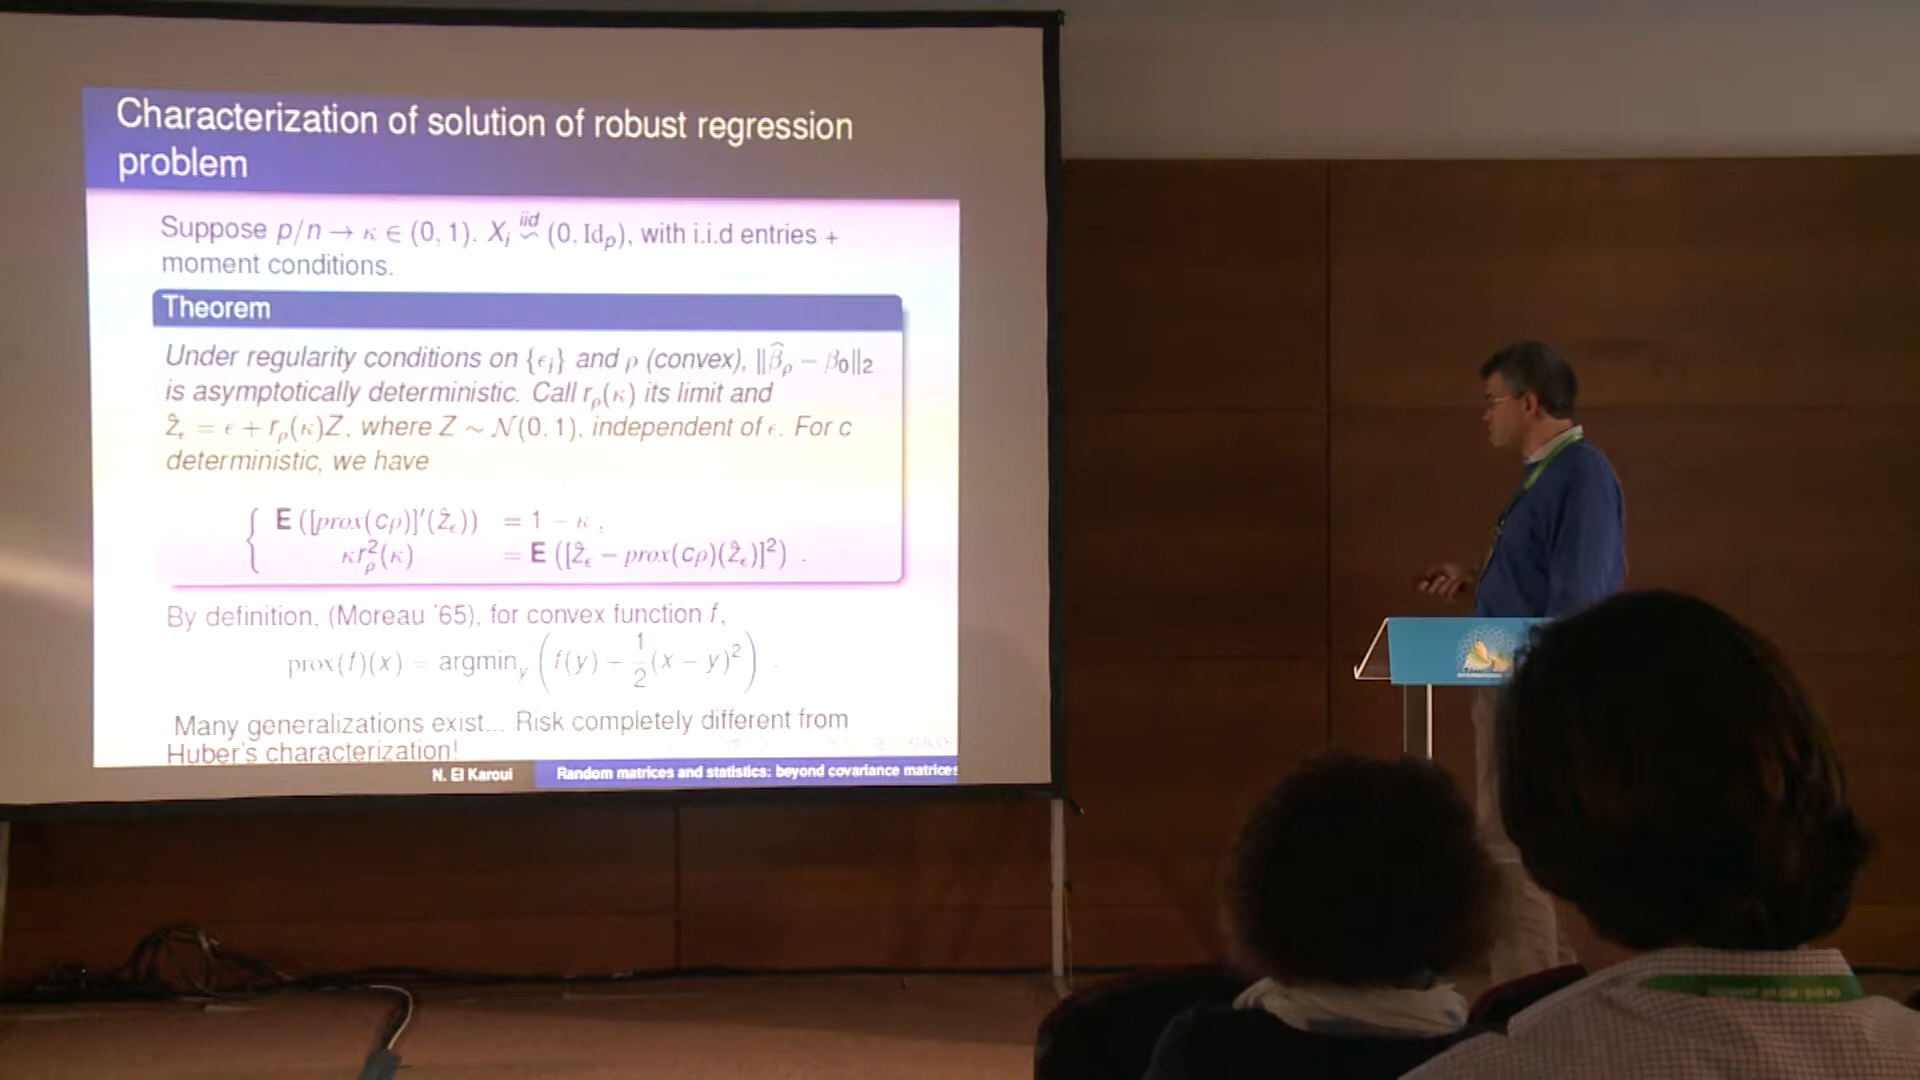 Characterization of solution of robust regression
problem
Suppose p/n → κ ∈ (0, 1). X_i \overset{iid}{\sim} (0, Id_p), with i.i.d entries +
moment conditions.
Theorem
Under regularity conditions on {ϵ_i} and ρ (convex), ‖\hat{β}_ρ − β_0‖_2
is asymptotically deterministic. Call r_ρ(κ) its limit and
ẑ_ϵ = ϵ + r_ρ(κ)Z, where Z ∼ N(0, 1), independent of ϵ. For c
deterministic, we have
E ([prox(cρ)]′(ẑ_ϵ)) = 1 − κ ,
κr_ρ^2(κ) = E ([ẑ_ϵ − prox(cρ)(ẑ_ϵ)]^2) .
By definition, (Moreau '65), for convex function f,
prox(f)(x) = argmin_y ( f(y) + \frac{1}{2}(x − y)^2 ) .
Many generalizations exist... Risk completely different from
Huber's characterization!
N. El Karoui Random matrices and statistics: beyond covariance matrices